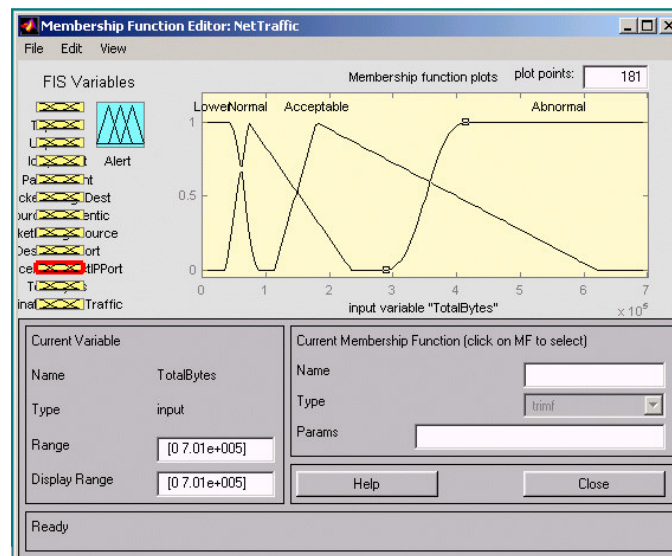 Membership Function Editor: NetTraffic
File Edit View
FIS Variables
Alert
Membership function plots
plot points:
181
Lower Normal Acceptable Abnormal
1
0.5
0
0 1 2 3 4 5 6 7
input variable "TotalBytes"
x 10
Current Variable
Name TotalBytes
Type input
Range [0 7.01e+005]
Display Range [0 7.01e+005]
Current Membership Function (click on MF to select)
Name
Type trimf
Params
Help
Close
Ready